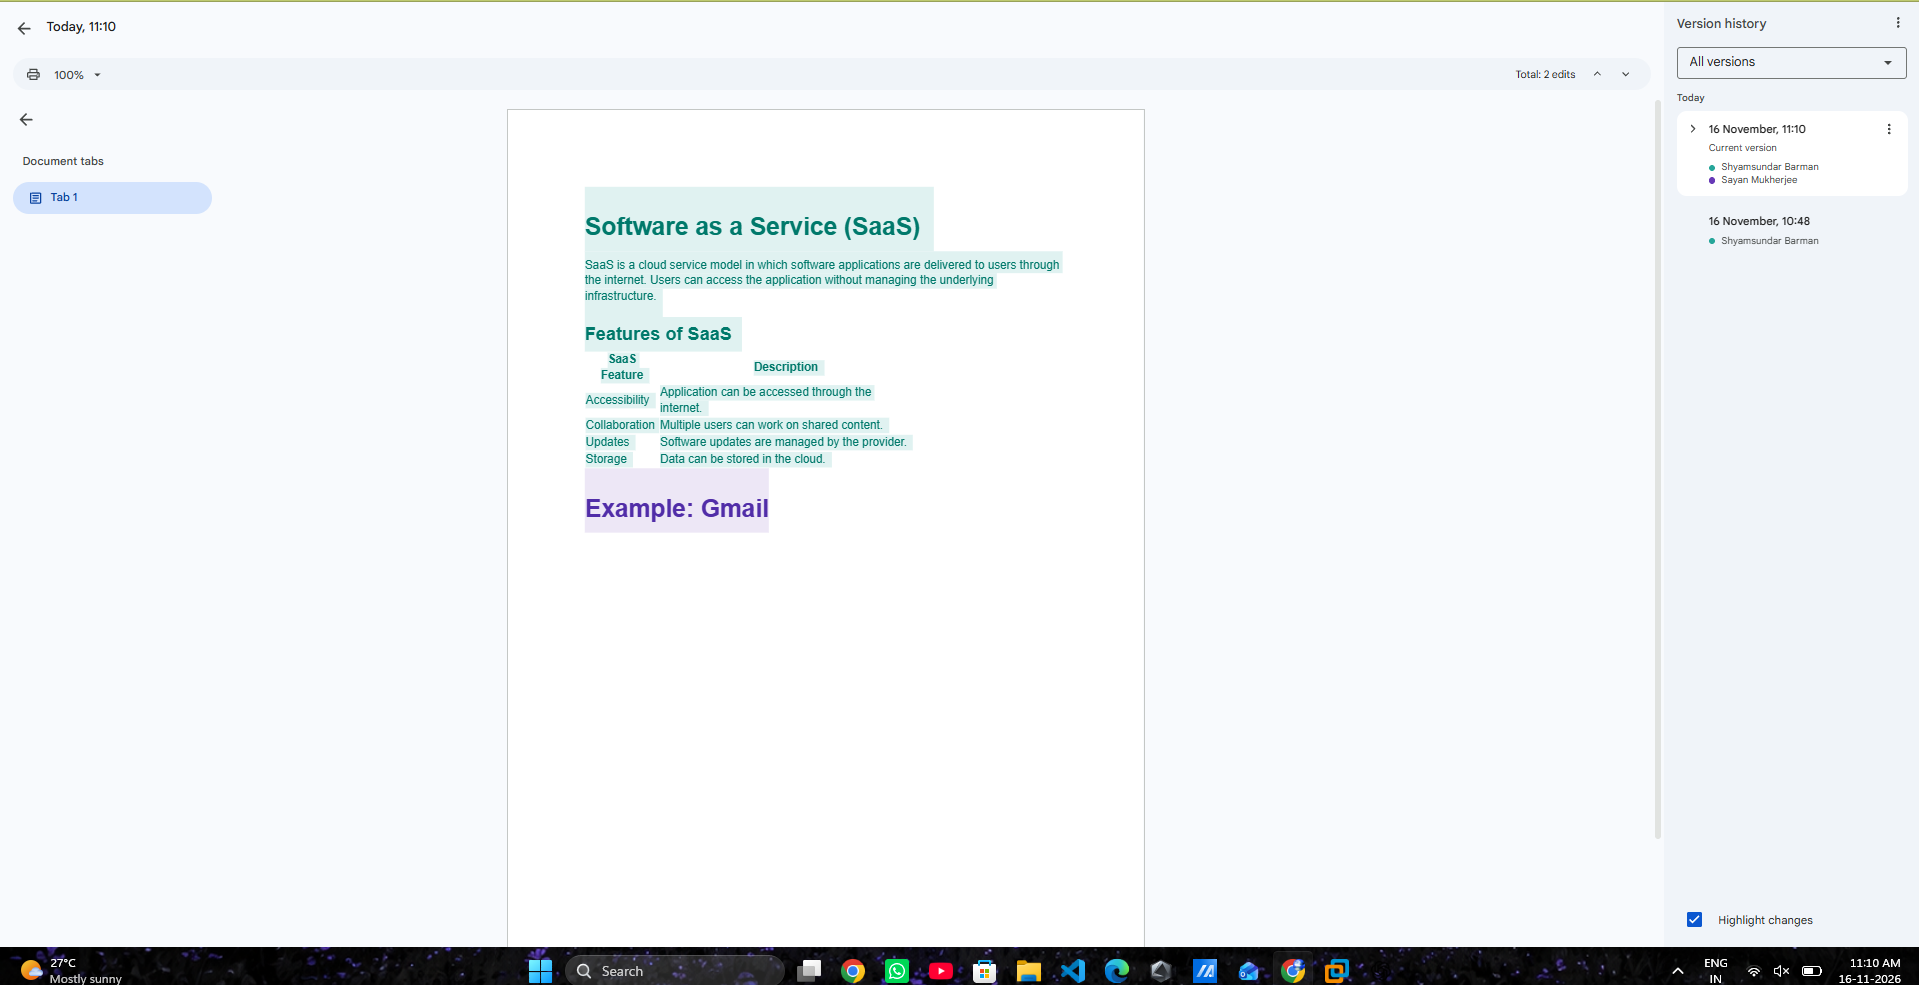 Today, 11:10
100%
Total: 2 edits
Document tabs
Tab 1
Software as a Service (SaaS)
SaaS is a cloud service model in which software applications are delivered to users through
the internet. Users can access the application without managing the underlying
infrastructure.
Features of SaaS
SaaS
Feature
Description
Accessibility
Application can be accessed through the
internet.
Collaboration Multiple users can work on shared content.
Updates Software updates are managed by the provider.
Storage Data can be stored in the cloud.
Example: Gmail
Version history
All versions
Today
16 November, 11:10
Current version
Shyamsundar Barman
Sayan Mukherjee
16 November, 10:48
Shyamsundar Barman
Highlight changes
27°C
Mostly sunny
Search
ENG
IN
11:10 AM
16-11-2026